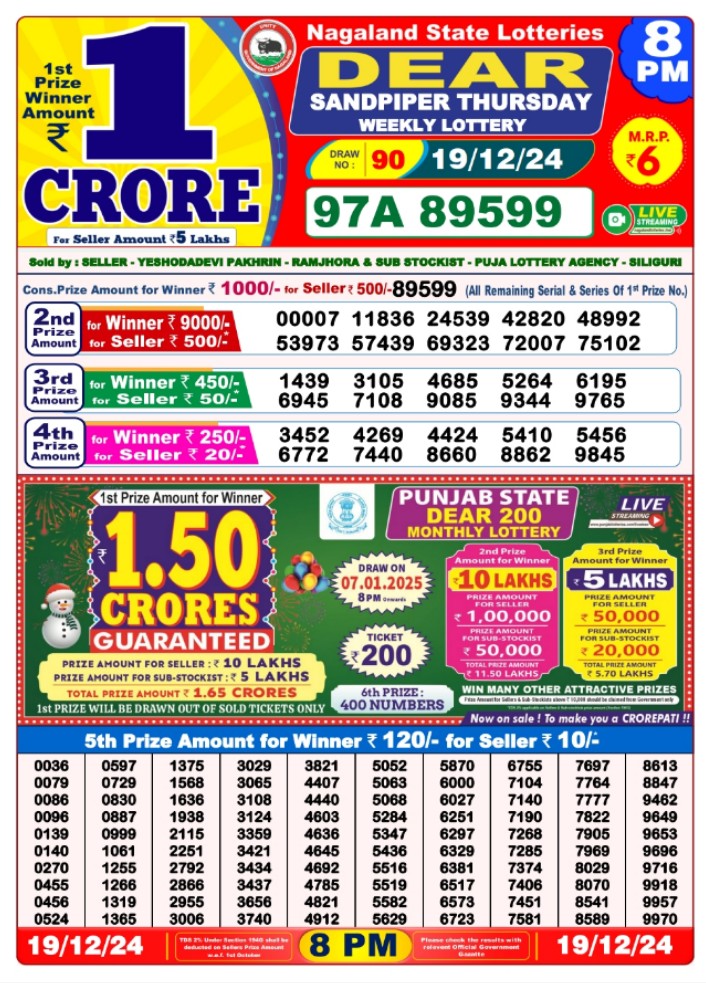 1st
Prize
Winner
Amount
₹
1
CRORE
For Seller Amount ₹5 Lakhs
Nagaland State Lotteries
DEAR
SANDPIPER THURSDAY
WEEKLY LOTTERY
8
PM
DRAW
NO :
90
19/12/24
M.R.P.
₹6
97A 89599
LIVE
STREAMING
Sold by : SELLER - YESHODADEVI PAKHRIN - RAMJHORA & SUB STOCKIST - PUJA LOTTERY AGENCY - SILIGURI
Cons.Prize Amount for Winner ₹ 1000/- for Seller ₹ 500/- 89599 (All Remaining Serial & Series Of 1st Prize No.)
2nd
Prize
Amount
for Winner ₹ 9000/-
for Seller ₹ 500/-*
00007 11836 24539 42820 48992
53973 57439 69323 72007 75102
3rd
Prize
Amount
for Winner ₹ 450/-
for Seller ₹ 50/-*
1439 3105 4685 5264 6195
6945 7108 9085 9344 9765
4th
Prize
Amount
for Winner ₹ 250/-
for Seller ₹ 20/-*
3452 4269 4424 5410 5456
6772 7440 8660 8862 9845
1st Prize Amount for Winner
₹1.50
CRORES
GUARANTEED
PRIZE AMOUNT FOR SELLER : ₹ 10 LAKHS
PRIZE AMOUNT FOR SUB-STOCKIST : ₹ 5 LAKHS
TOTAL PRIZE AMOUNT ₹ 1.65 CRORES
1st PRIZE WILL BE DRAWN OUT OF SOLD TICKETS ONLY
PUNJAB STATE
DEAR 200
MONTHLY LOTTERY
LIVE
STREAMING
DRAW ON
07.01.2025
8PM Onwards
TICKET
₹200
6th PRIZE :
400 NUMBERS
2nd Prize
Amount for Winner
₹10 LAKHS
PRIZE AMOUNT
FOR SELLER
₹ 1,00,000
PRIZE AMOUNT
FOR SUB-STOCKIST
₹ 50,000
TOTAL PRIZE AMOUNT
₹ 11.50 LAKHS
3rd Prize
Amount for Winner
₹5 LAKHS
PRIZE AMOUNT
FOR SELLER
₹ 50,000
PRIZE AMOUNT
FOR SUB-STOCKIST
₹ 20,000
TOTAL PRIZE AMOUNT
₹ 5.70 LAKHS
WIN MANY OTHER ATTRACTIVE PRIZES
Now on sale ! To make you a CROREPATI !!
5th Prize Amount for Winner ₹ 120/- for Seller ₹ 10/-*
0036 0597 1375 3029 3821 5052 5870 6755 7697 8613
0079 0729 1568 3065 4407 5063 6000 7104 7764 8847
0086 0830 1636 3108 4440 5068 6027 7140 7777 9462
0096 0887 1938 3124 4603 5284 6251 7190 7822 9649
0139 0999 2115 3359 4636 5347 6297 7268 7905 9653
0140 1061 2251 3421 4645 5436 6329 7285 7969 9696
0270 1255 2792 3434 4692 5516 6381 7374 8029 9716
0455 1266 2866 3437 4785 5519 6517 7406 8070 9918
0456 1319 2955 3656 4821 5582 6573 7451 8541 9957
0524 1365 3006 3740 4912 5629 6723 7581 8589 9970
19/12/24
TDS 2% Under Section 194G shall be
deducted on Sellers Prize Amount
w.e.f. 1st October
8 PM
Please check the results with
relevant Official Government
Gazette
19/12/24